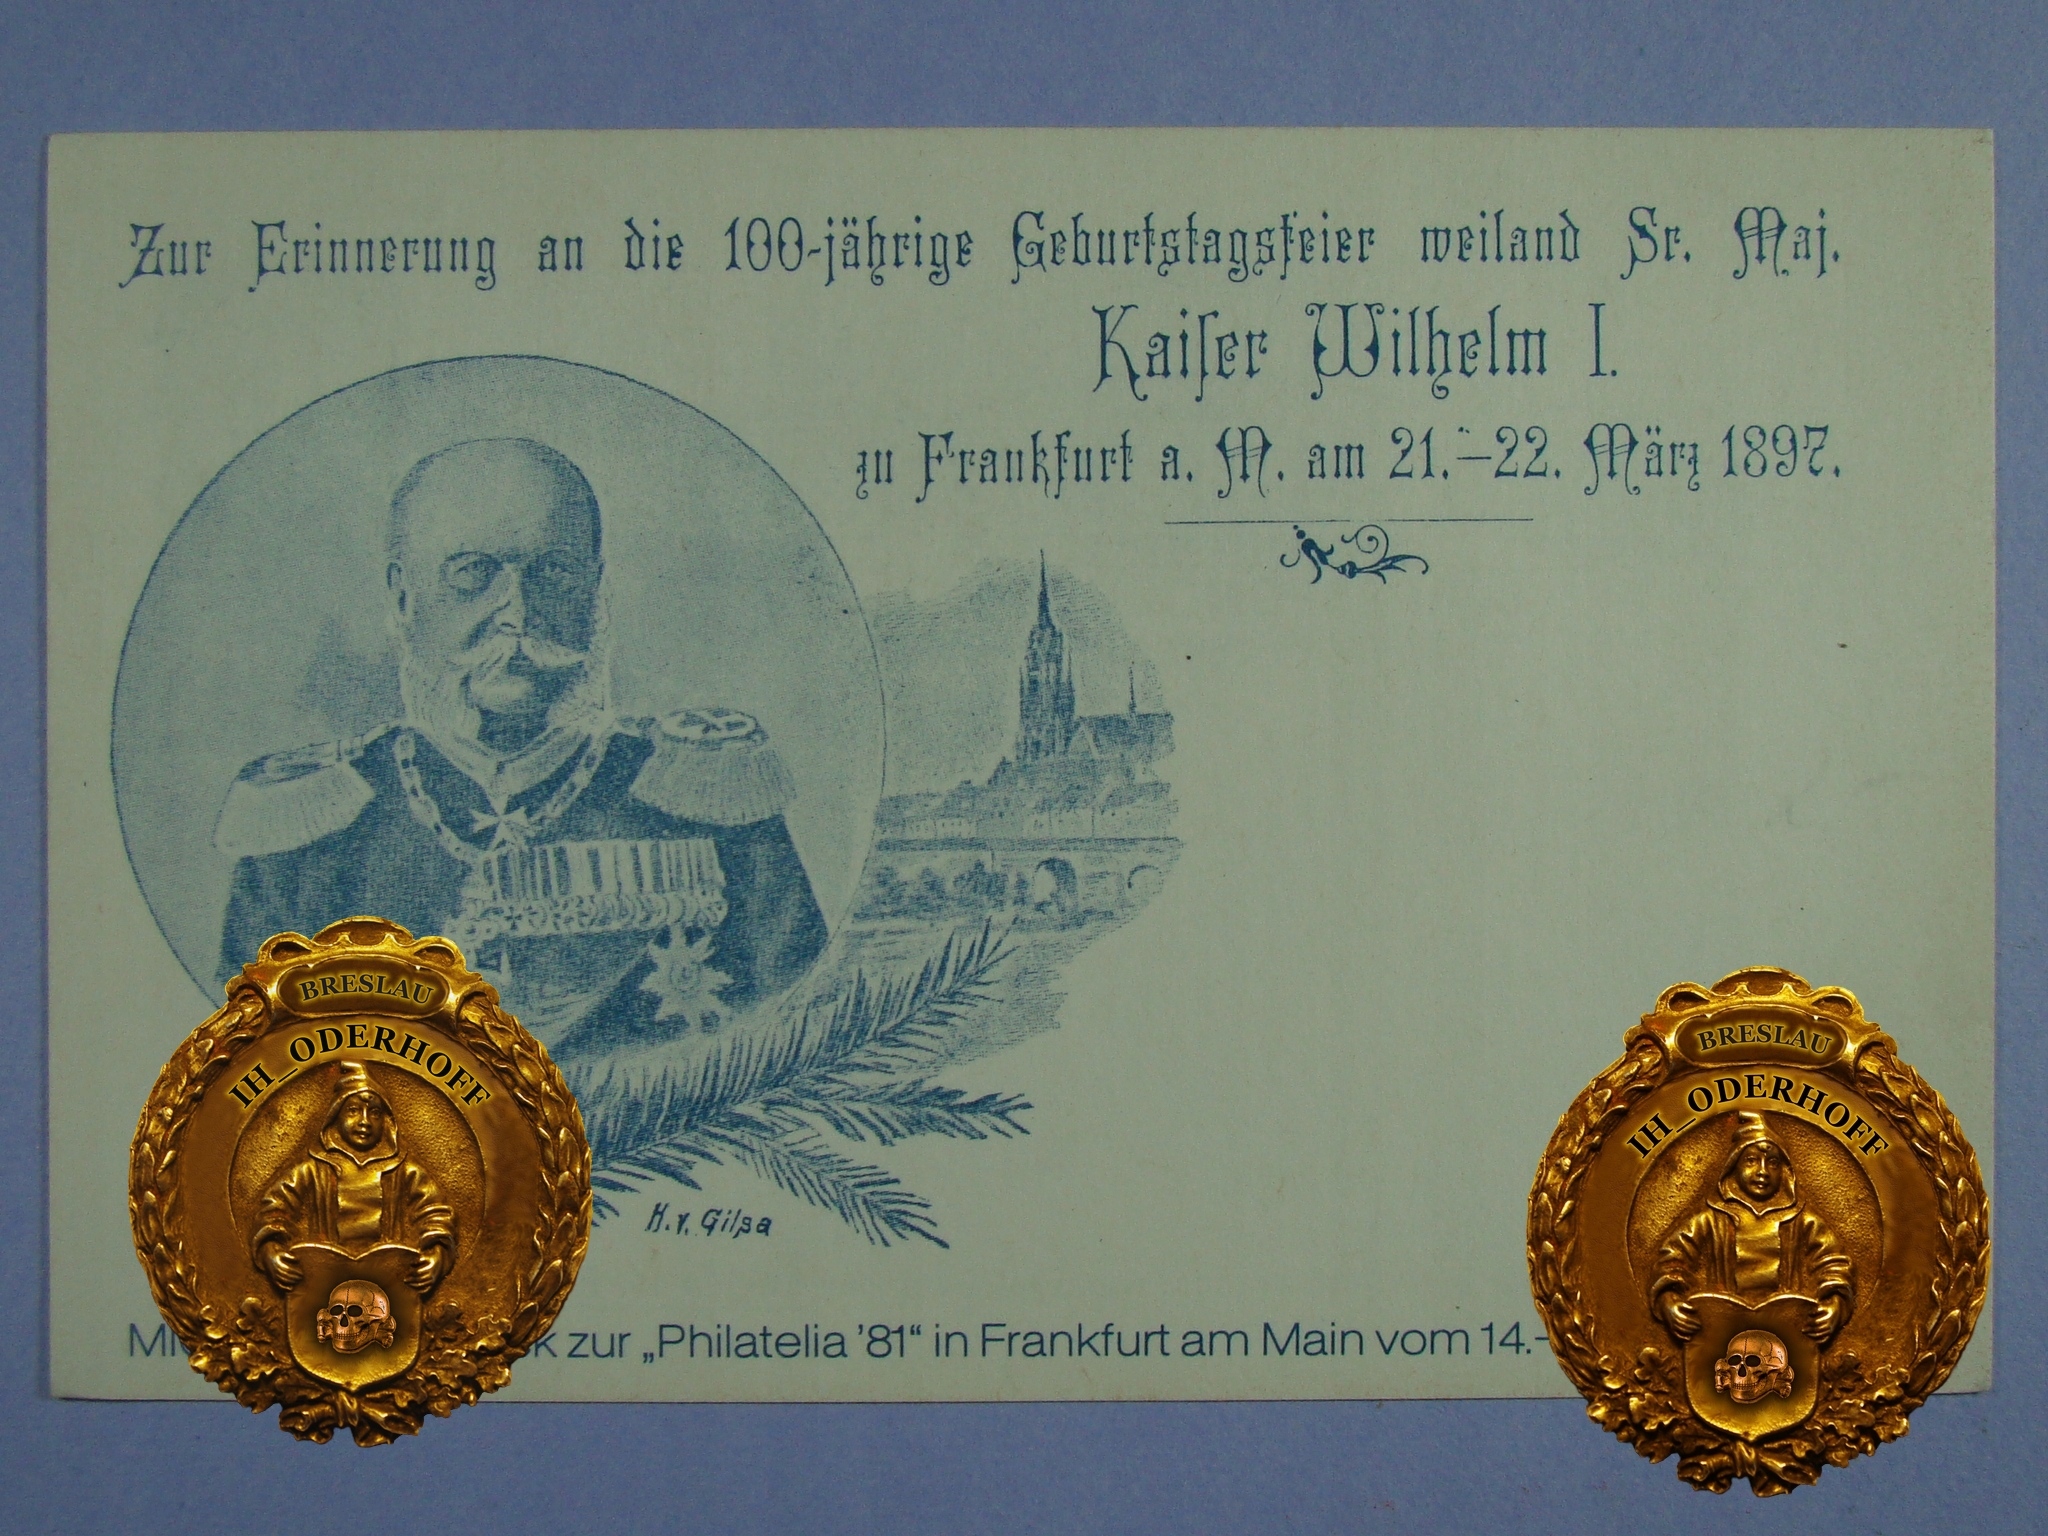 Zur Erinnerung an die 100-jährige Geburtstagsfeier weiland Sr. Maj.
Kaiſer Wilhelm I.
zu Frankfurt a. M. am 21.–22. März 1897.
H. v. Gilsa
BRESLAU
IH_ODERHOFF
BRESLAU
IH_ODERHOFF
zur „Philatelia '81“ in Frankfurt am Main vom 14.-